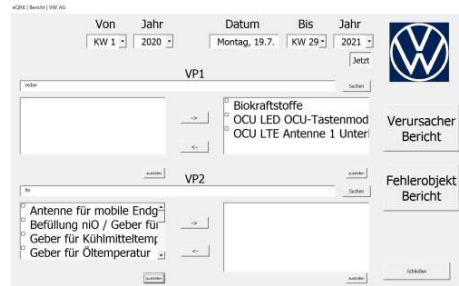 eQRK | Bericht | VW AG
Von Jahr Datum Bis Jahr
KW 1 2020 Montag, 19.7. KW 29 2021
Jetzt
VP1
Suchen
-> Biokraftstoffe
OCU LED OCU-Tastenmod
OCU LTE Antenne 1 Unterl
<-
Verursacher
Bericht
VP2
Suchen
Fehlerobjekt
Bericht
Antenne für mobile Endg
Befüllung niO / Geber für
Geber für Kühlmitteltemp
Geber für Öltemperatur
->
<-
Schließen